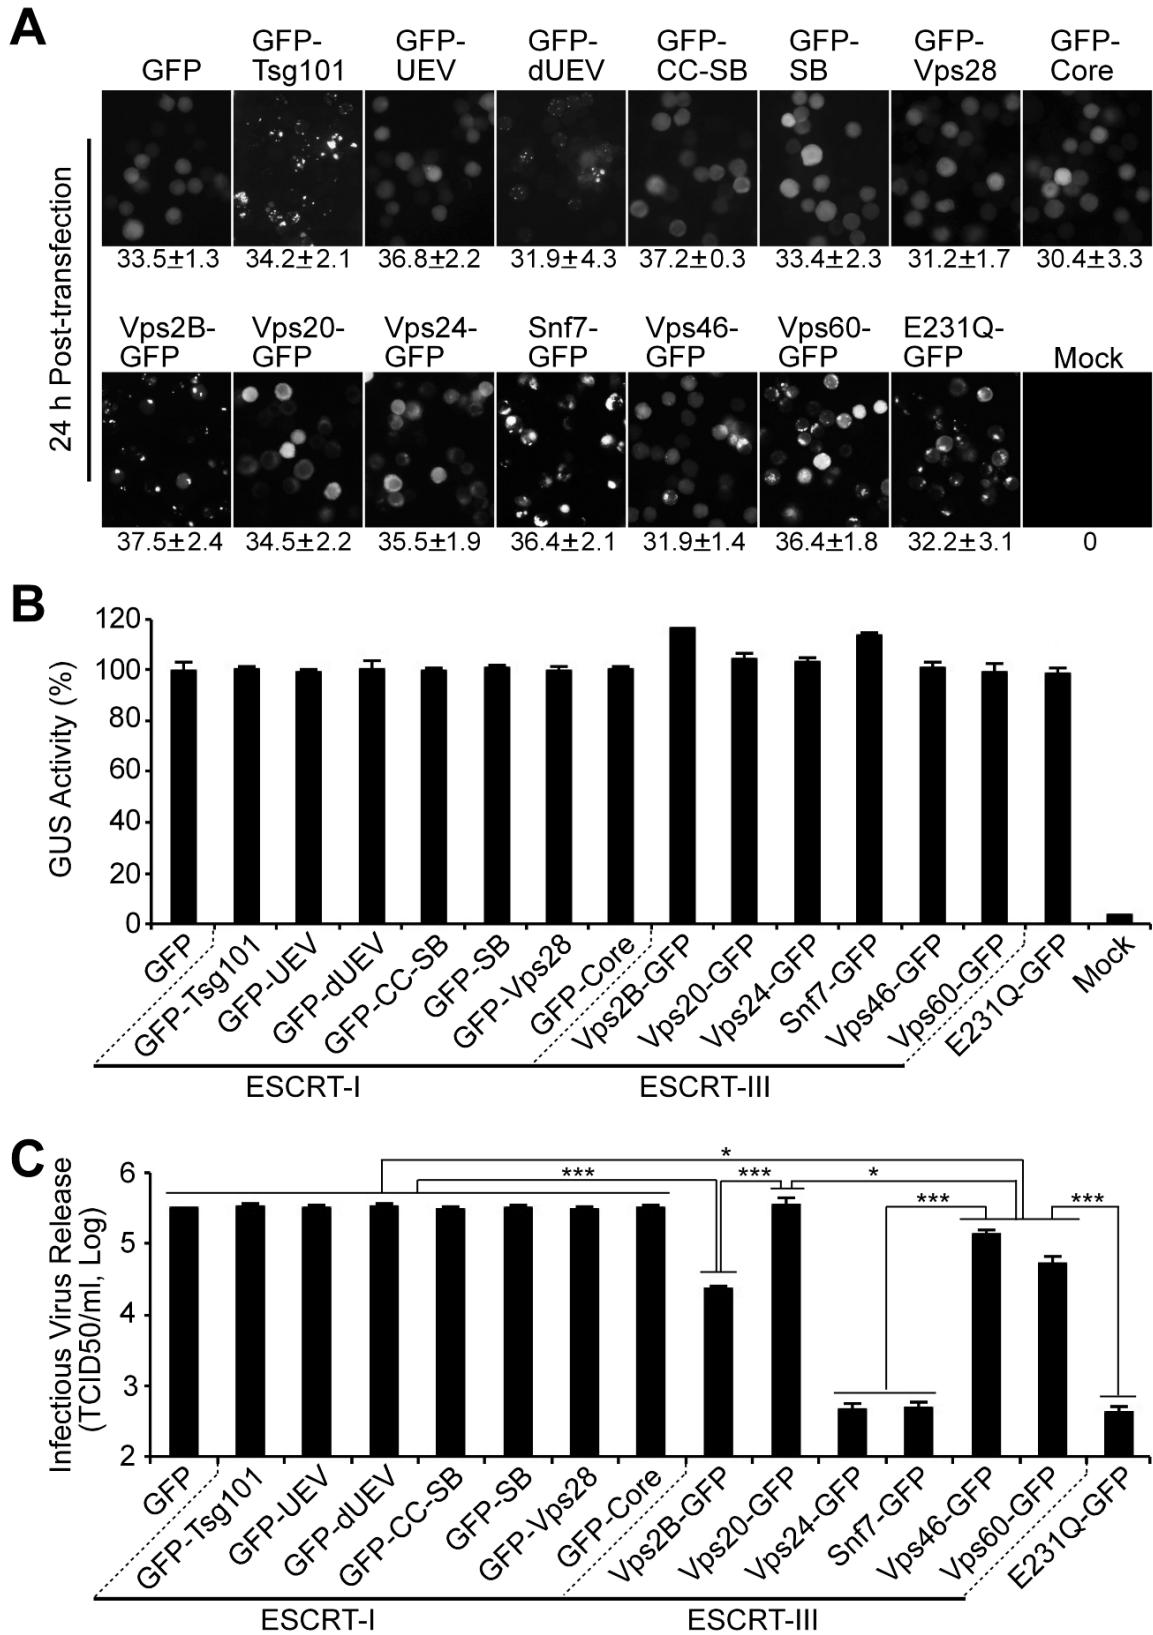 A
GFP
GFP-
Tsg101
GFP-
UEV
GFP-
dUEV
GFP-
CC-SB
GFP-
SB
GFP-
Vps28
GFP-
Core
24 h Post-transfection
33.5±1.3
34.2±2.1
36.8±2.2
31.9±4.3
37.2±0.3
33.4±2.3
31.2±1.7
30.4±3.3
Vps2B-
GFP
Vps20-
GFP
Vps24-
GFP
Snf7-
GFP
Vps46-
GFP
Vps60-
GFP
E231Q-
GFP
Mock
37.5±2.4
34.5±2.2
35.5±1.9
36.4±2.1
31.9±1.4
36.4±1.8
32.2±3.1
0
B
GUS Activity (%)
120
100
80
60
40
20
0
GFP
GFP-Tsg101
GFP-UEV
GFP-dUEV
GFP-CC-SB
GFP-SB
GFP-Vps28
GFP-Core
Vps2B-GFP
Vps20-GFP
Vps24-GFP
Snf7-GFP
Vps46-GFP
Vps60-GFP
E231Q-GFP
Mock
ESCRT-I
ESCRT-III
C
Infectious Virus Release
(TCID50/ml, Log)
6
5
4
3
2
*
***
***
*
***
***
GFP
GFP-Tsg101
GFP-UEV
GFP-dUEV
GFP-CC-SB
GFP-SB
GFP-Vps28
GFP-Core
Vps2B-GFP
Vps20-GFP
Vps24-GFP
Snf7-GFP
Vps46-GFP
Vps60-GFP
E231Q-GFP
ESCRT-I
ESCRT-III